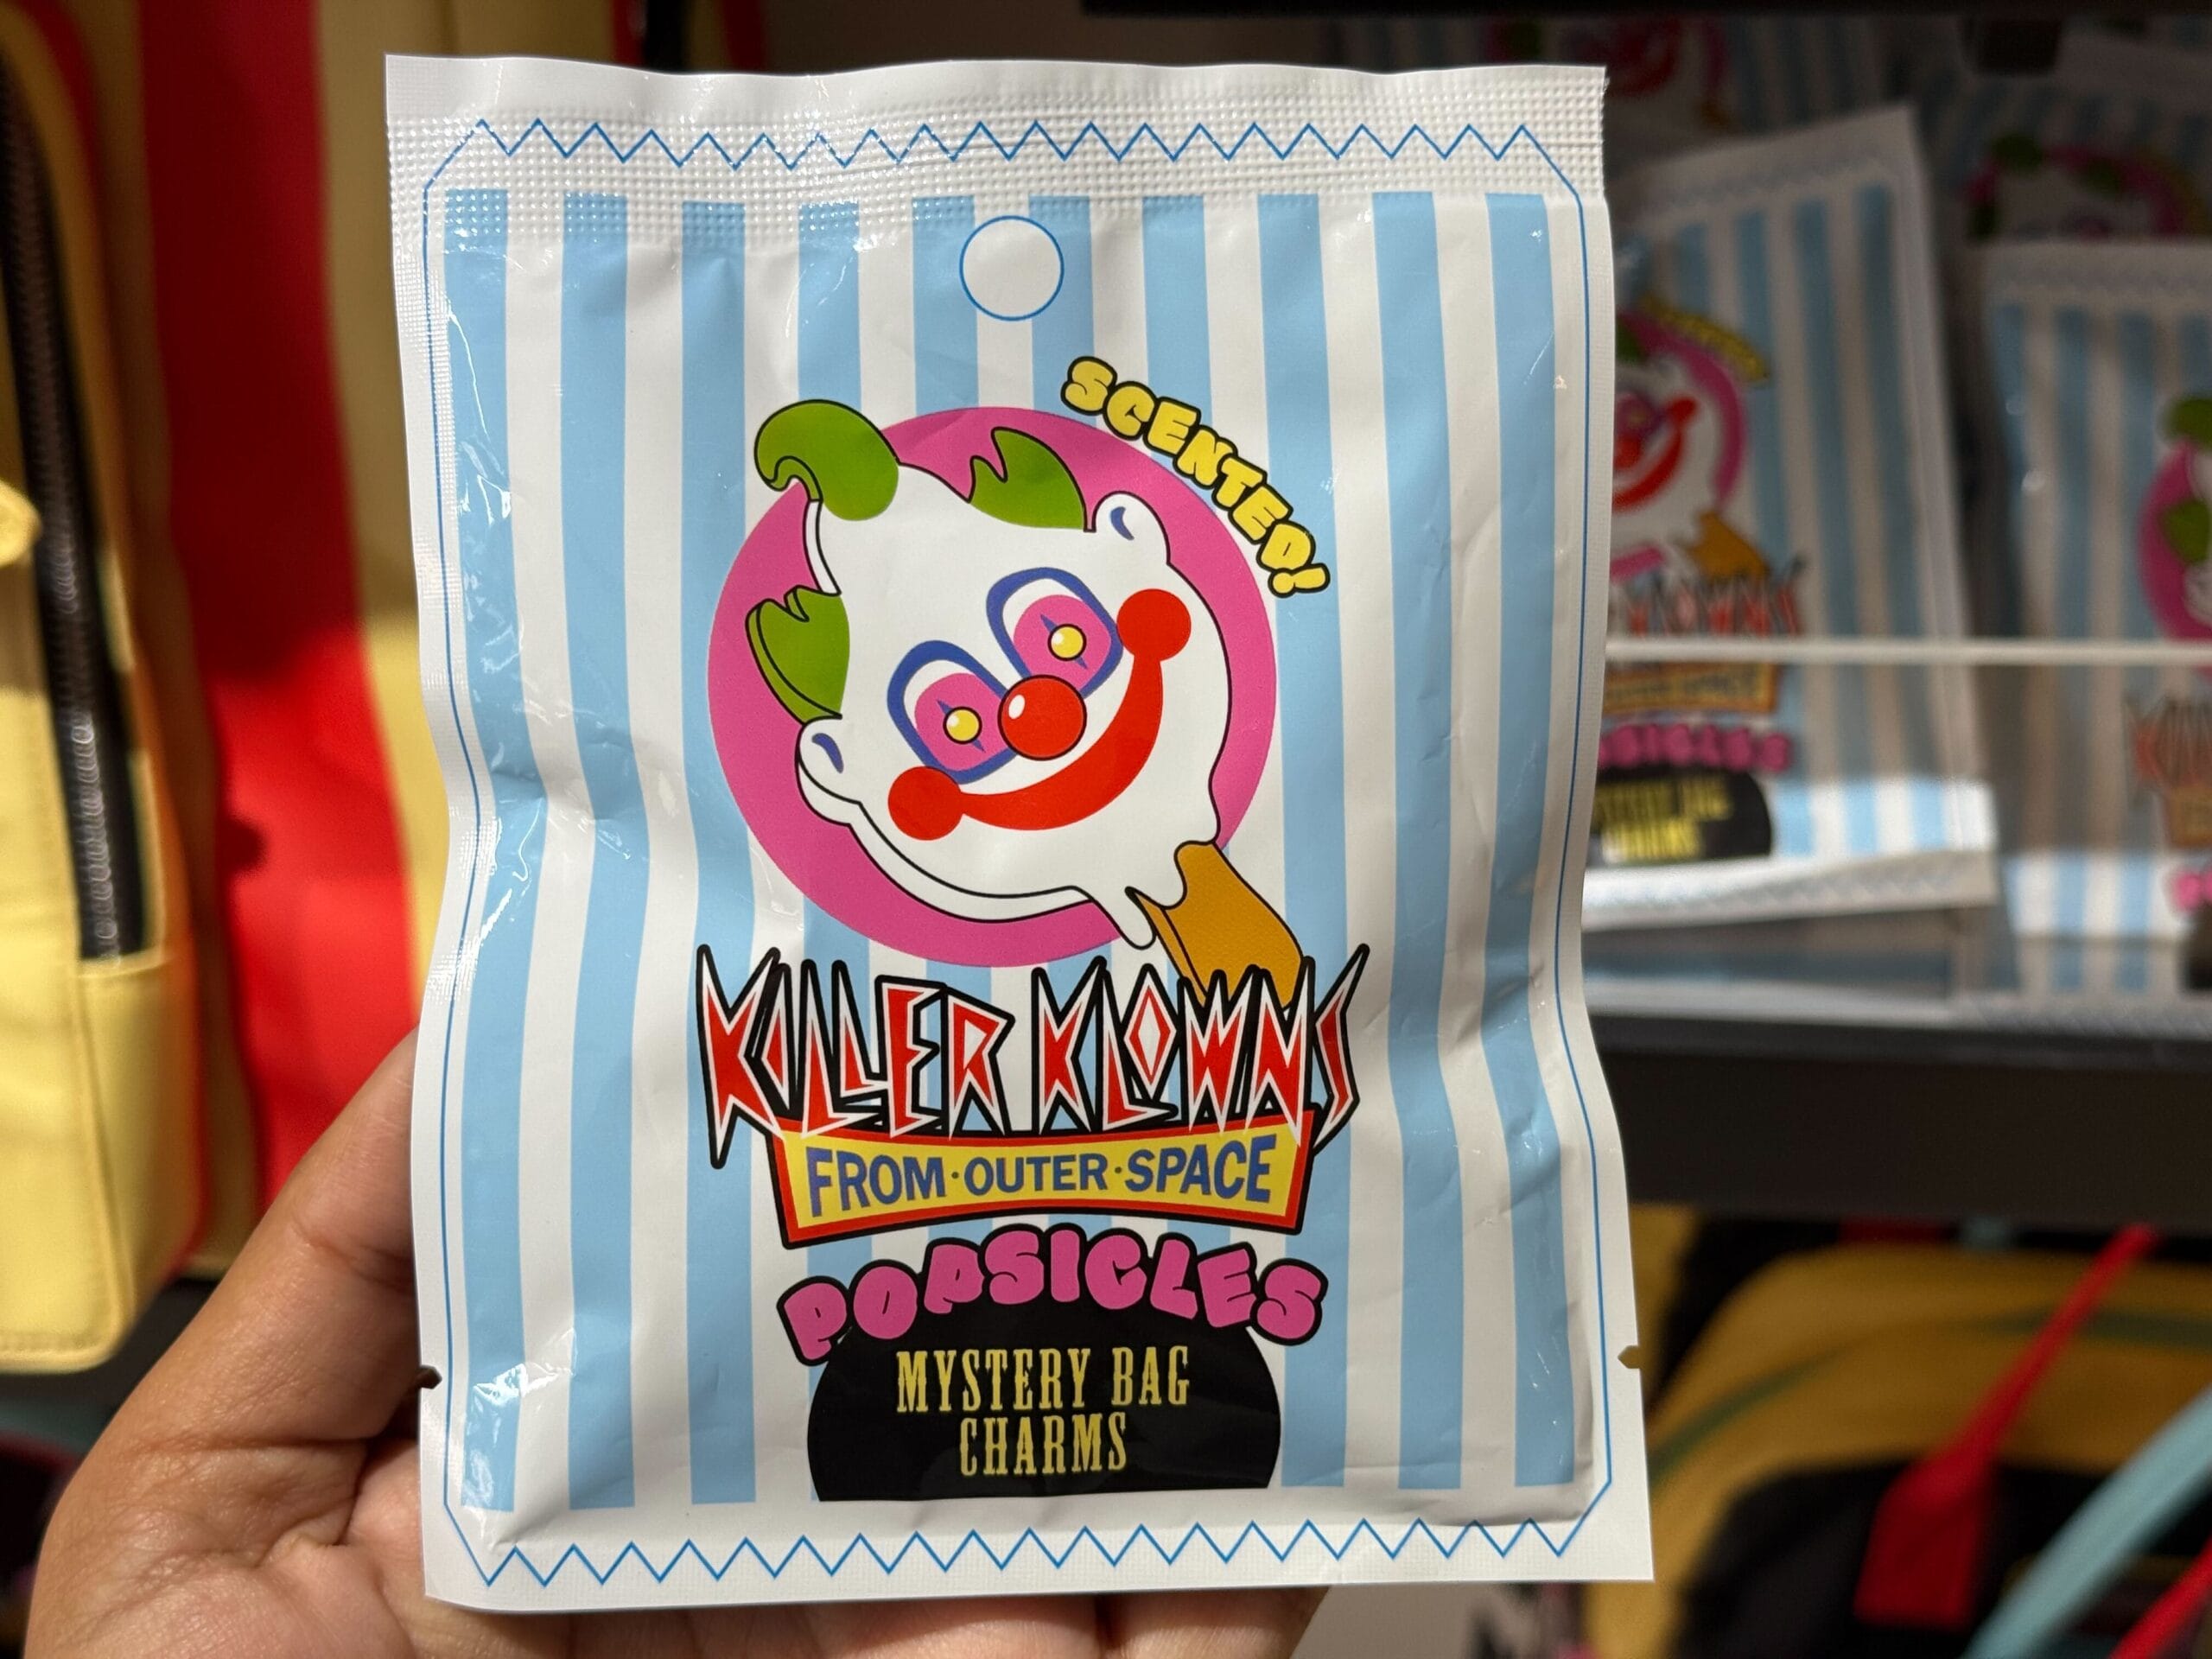 SCENTED!
KILLER KLOWNS
FROM·OUTER·SPACE
POPSICLES
MYSTERY BAG
CHARMS